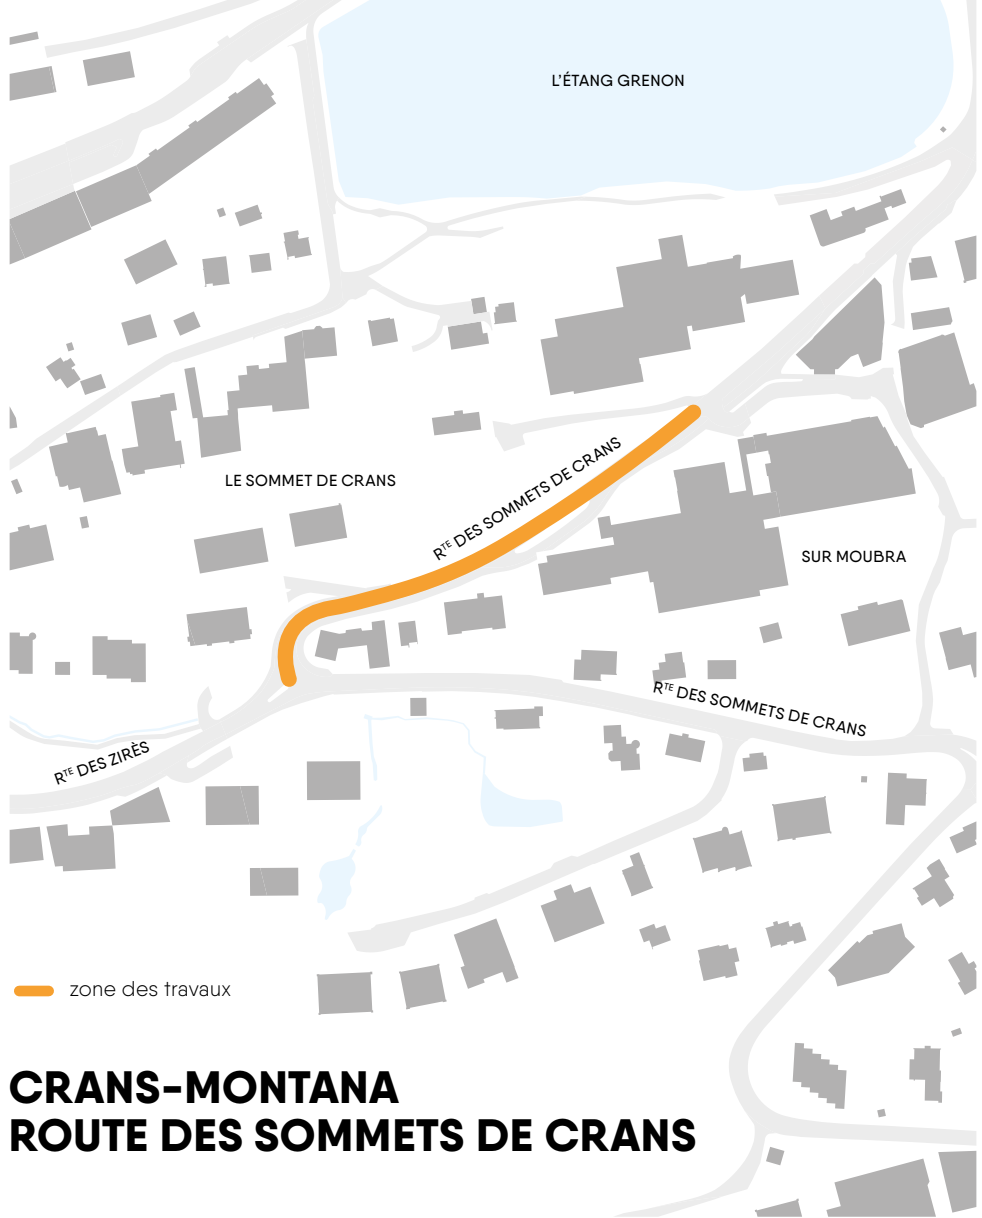 L'ÉTANG GRENON
RTE DES SOMMETS DE CRANS
LE SOMMET DE CRANS
SUR MOUBRA
RTE DES SOMMETS DE CRANS
RTE DES ZIRÈS
zone des travaux
CRANS-MONTANA
ROUTE DES SOMMETS DE CRANS